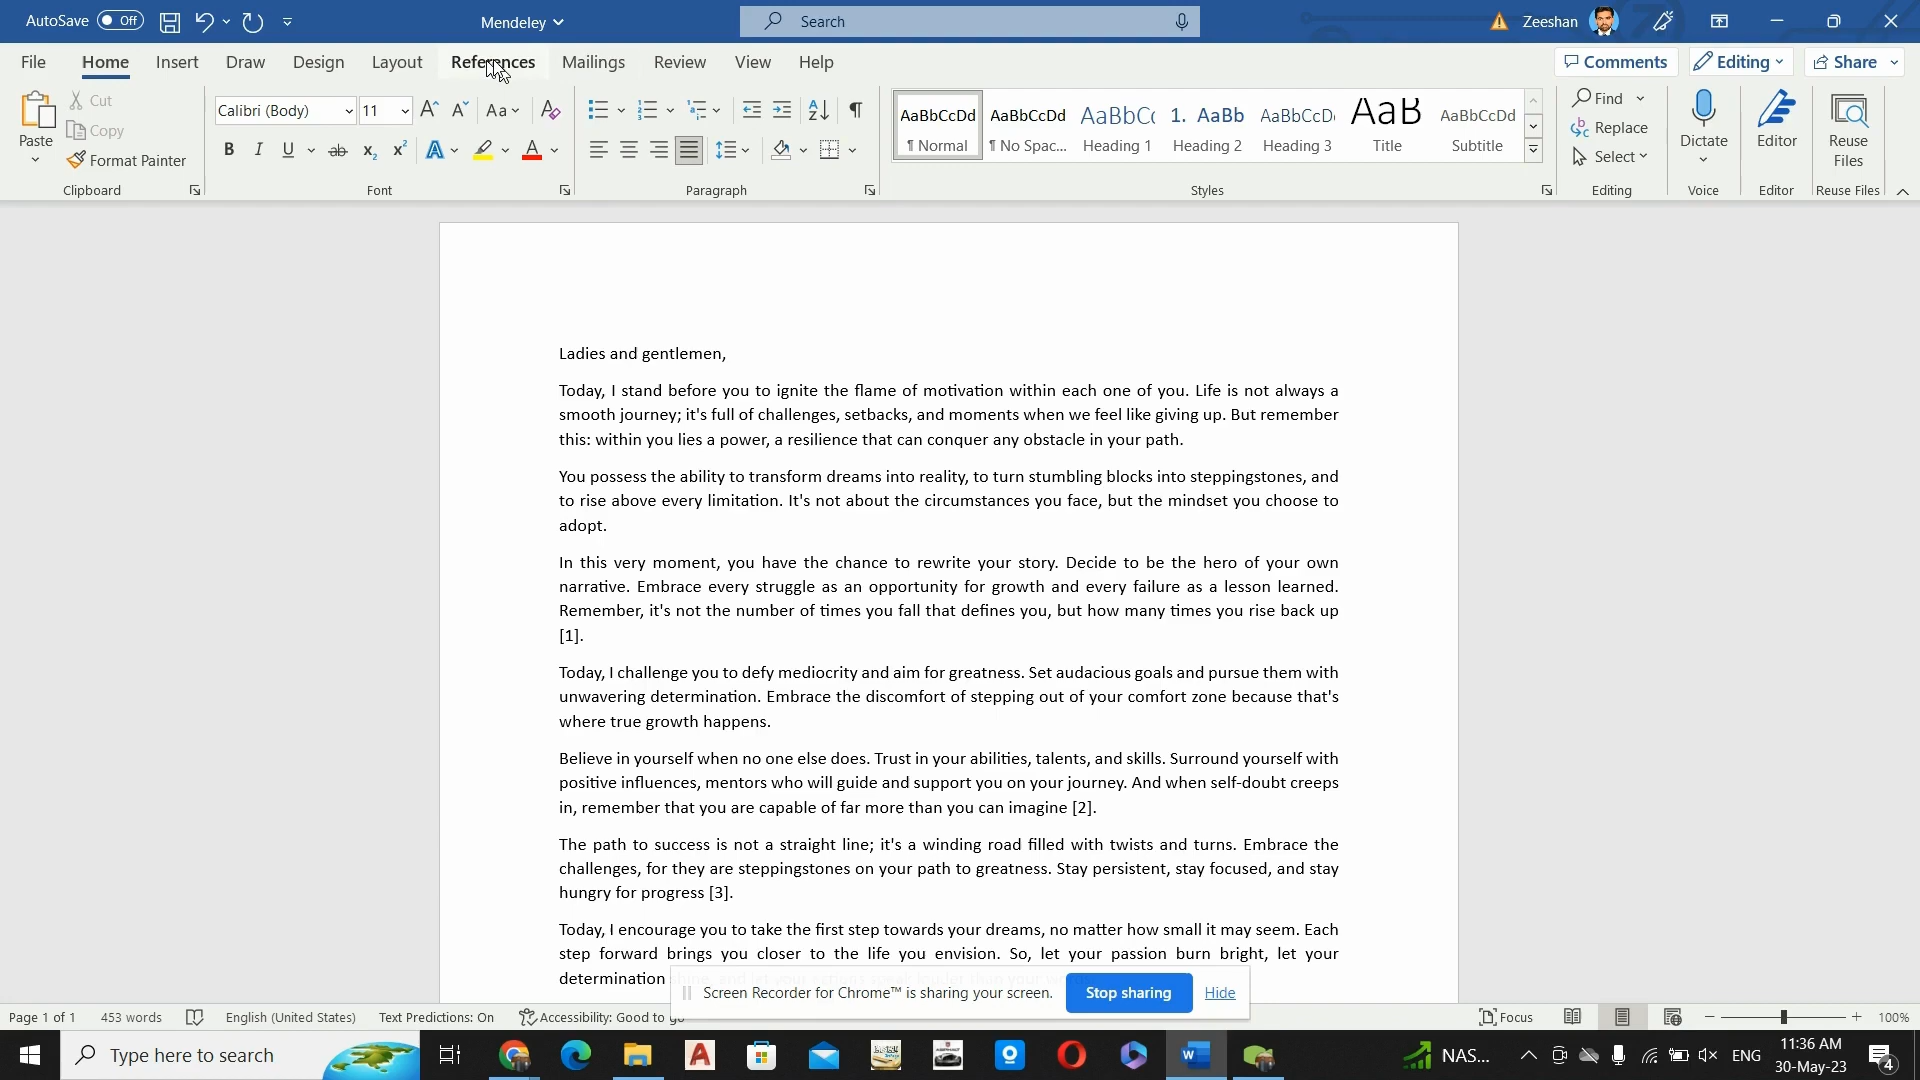 AutoSave Off
Mendeley
Search
Zeeshan
File Home Insert Draw Design Layout References Mailings Review View Help
Comments Editing Share
Paste
Cut
Copy
Format Painter
Clipboard
Calibri (Body) 11
Font
Paragraph
AaBbCcDd ¶ Normal
AaBbCcDd ¶ No Spac...
AaBbCc Heading 1
1. AaBb Heading 2
AaBbCcD Heading 3
AaB Title
AaBbCcDd Subtitle
Styles
Find
Replace
Select
Editing
Dictate
Voice
Editor
Editor
Reuse Files
Reuse Files
Ladies and gentlemen,
Today, I stand before you to ignite the flame of motivation within each one of you. Life is not always a
smooth journey; it's full of challenges, setbacks, and moments when we feel like giving up. But remember
this: within you lies a power, a resilience that can conquer any obstacle in your path.
You possess the ability to transform dreams into reality, to turn stumbling blocks into steppingstones, and
to rise above every limitation. It's not about the circumstances you face, but the mindset you choose to
adopt.
In this very moment, you have the chance to rewrite your story. Decide to be the hero of your own
narrative. Embrace every struggle as an opportunity for growth and every failure as a lesson learned.
Remember, it's not the number of times you fall that defines you, but how many times you rise back up
[1].
Today, I challenge you to defy mediocrity and aim for greatness. Set audacious goals and pursue them with
unwavering determination. Embrace the discomfort of stepping out of your comfort zone because that's
where true growth happens.
Believe in yourself when no one else does. Trust in your abilities, talents, and skills. Surround yourself with
positive influences, mentors who will guide and support you on your journey. And when self-doubt creeps
in, remember that you are capable of far more than you can imagine [2].
The path to success is not a straight line; it's a winding road filled with twists and turns. Embrace the
challenges, for they are steppingstones on your path to greatness. Stay persistent, stay focused, and stay
hungry for progress [3].
Today, I encourage you to take the first step towards your dreams, no matter how small it may seem. Each
step forward brings you closer to the life you envision. So, let your passion burn bright, let your
determination
Screen Recorder for Chrome™ is sharing your screen. Stop sharing Hide
Page 1 of 1 453 words English (United States) Text Predictions: On Accessibility: Good to Focus 100%
Type here to search
NAS... ENG
11:36 AM
30-May-23
4